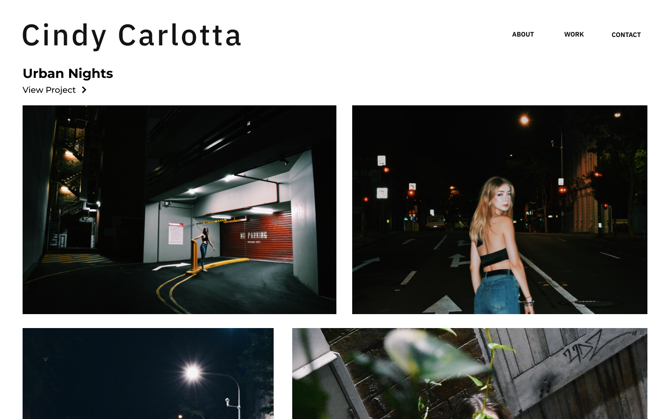 Cindy Carlotta
ABOUT
WORK
CONTACT
Urban Nights
View Project
NO PARKING